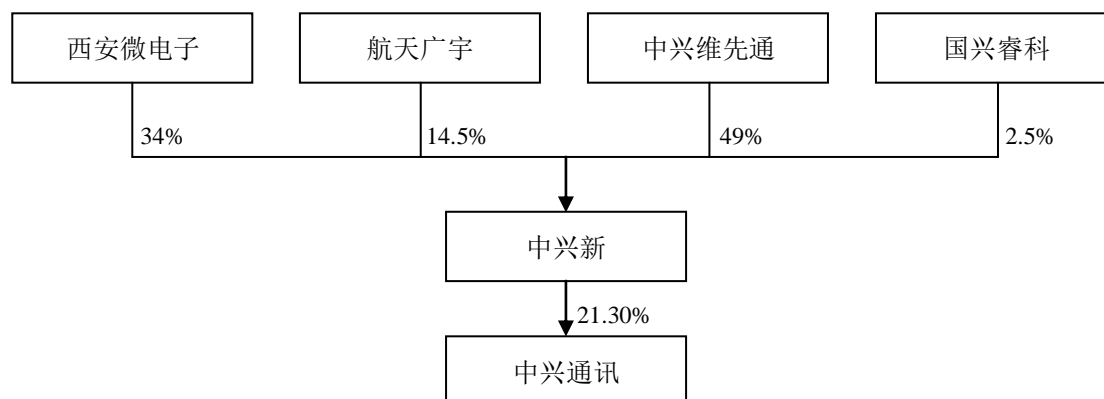 西安微电子
航天广宇
中兴维先通
国兴睿科
34%
14.5%
49%
2.5%
中兴新
21.30%
中兴通讯